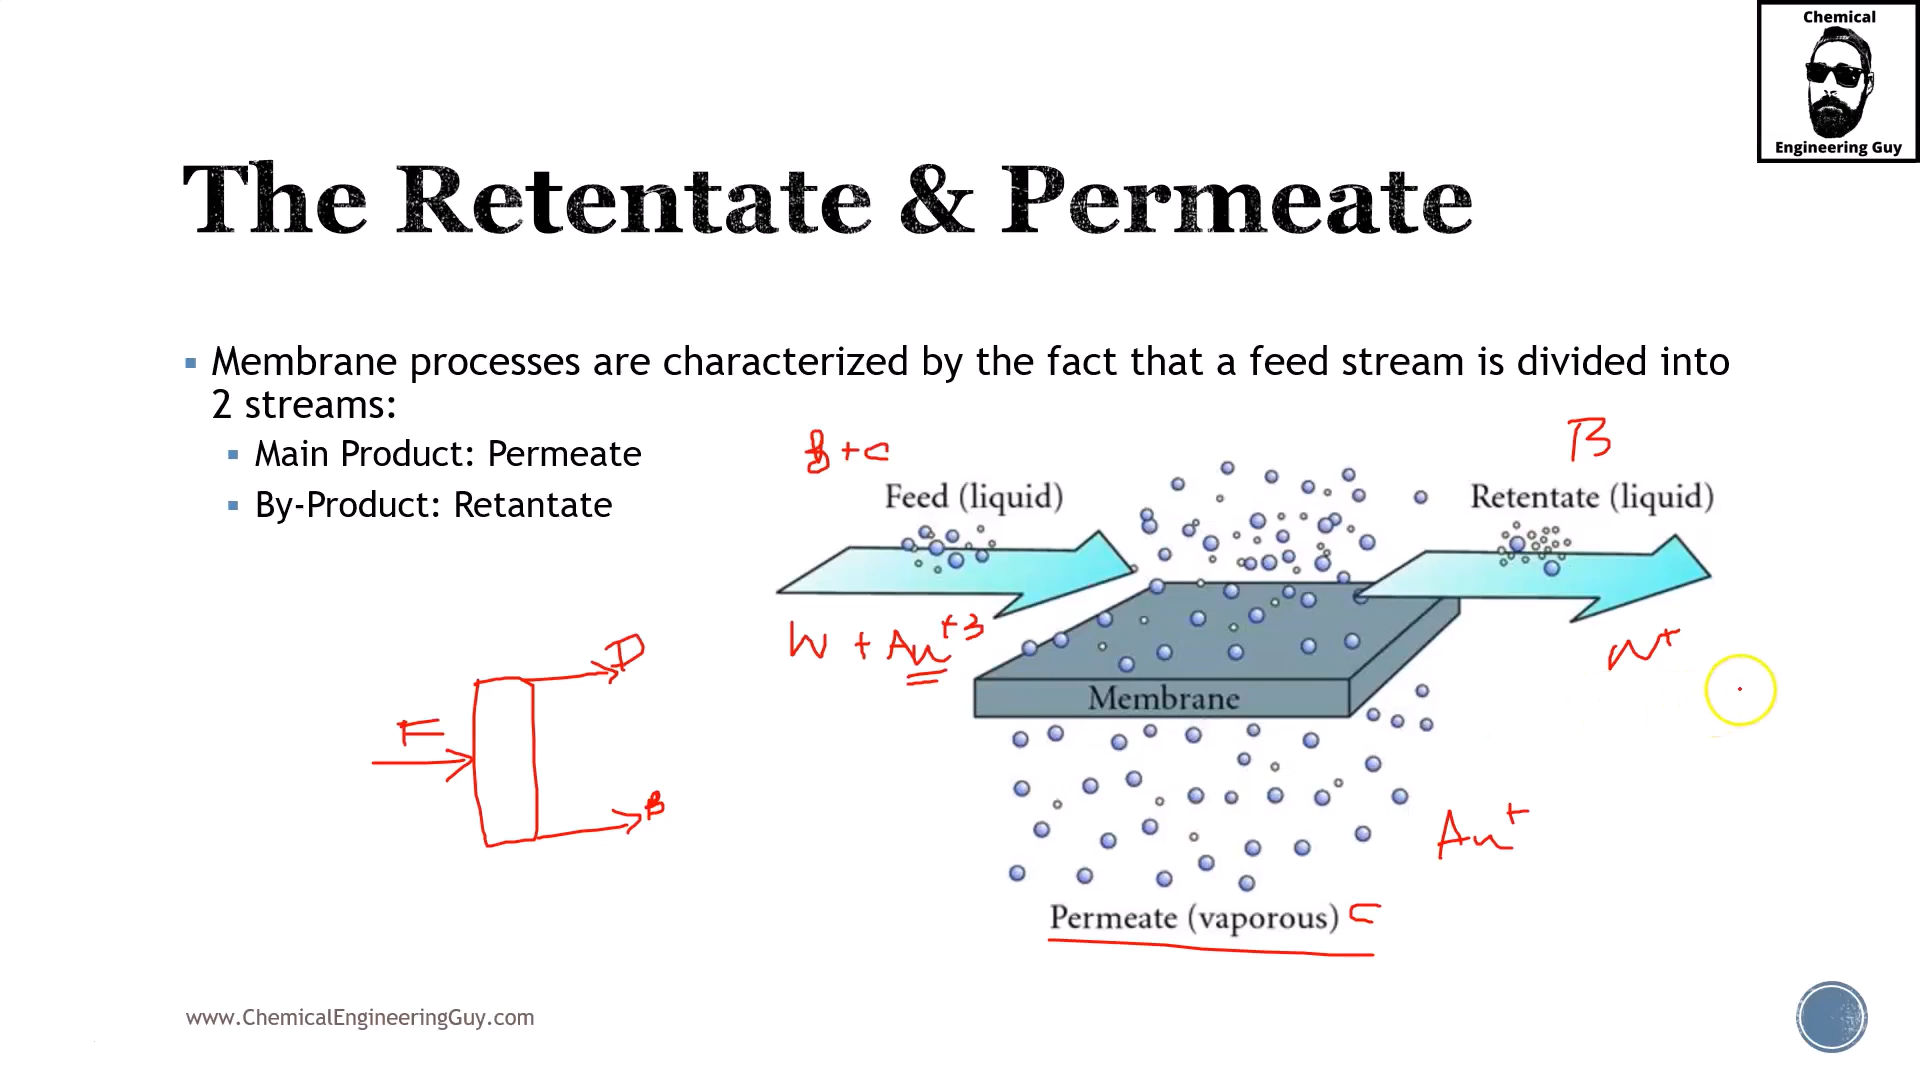 Chemical
Engineering Guy
The Retentate & Permeate
Membrane processes are characterized by the fact that a feed stream is divided into
2 streams:
Main Product: Permeate
By-Product: Retantate
B + C
B
Feed (liquid)
Retentate (liquid)
W + Au+3
D
F
B
Membrane
Au+
Permeate (vaporous) C
www.ChemicalEngineeringGuy.com